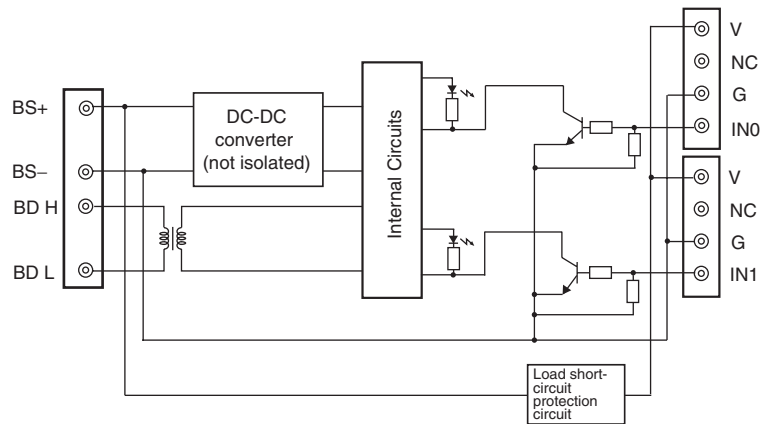 BS+
BS–
BD H
BD L
DC-DC
converter
(not isolated)
Internal Circuits
V
NC
G
IN0
V
NC
G
IN1
Load short-
circuit
protection
circuit